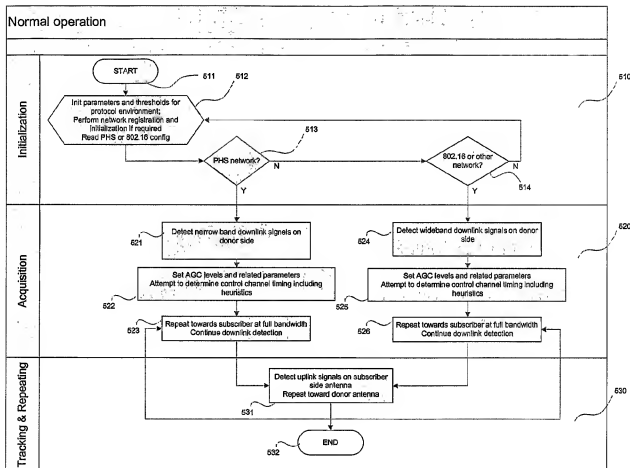 Normal operation
Initialization
START
511
512
510
Init parameters and thresholds for
protocol environment;
Perform network registration and
Initialization if required
Read PHS or 802.16 config
513
PHS network?
N
Y
802.16 or other
network?
N
Y
514
Acquisition
520
521
Detect narrow band downlink signals on
donor side
524
Detect wideband downlink signals on donor
side
Set AGC levels and related parameters
Attempt to determine control channel timing including
heuristics
522
Set AGC levels and related parameters
Attempt to determine control channel timing including
heuristics
525
523
Repeat towards subscriber at full bandwidth
Continue downlink detection
526
Repeat towards subscriber at full bandwidth
Continue downlink detection
Tracking & Repeating
530
Detect uplink signals on subscriber
side antenna
Repeat toward donor antenna
531
END
532